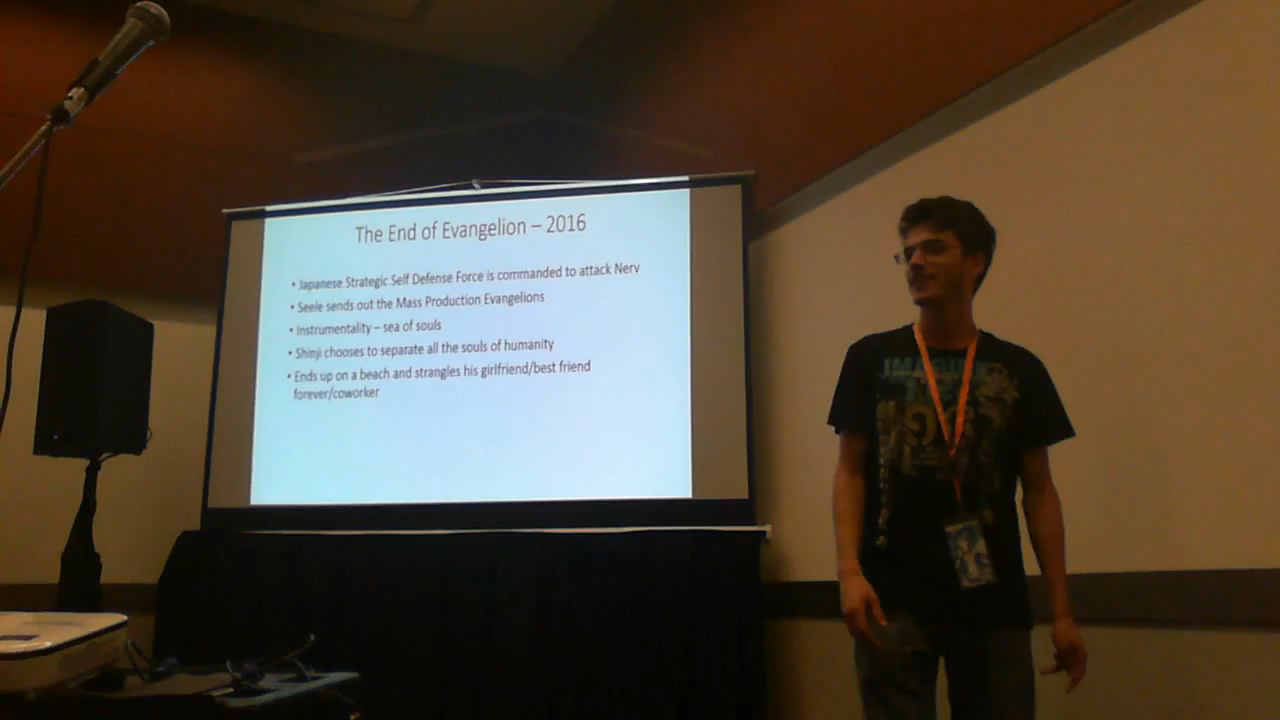 The End of Evangelion – 2016
• Japanese Strategic Self Defense Force is commanded to attack Nerv
• Seele sends out the Mass Production Evangelions
• Instrumentality – sea of souls
• Shinji chooses to separate all the souls of humanity
• Ends up on a beach and strangles his girlfriend/best friend
forever/coworker